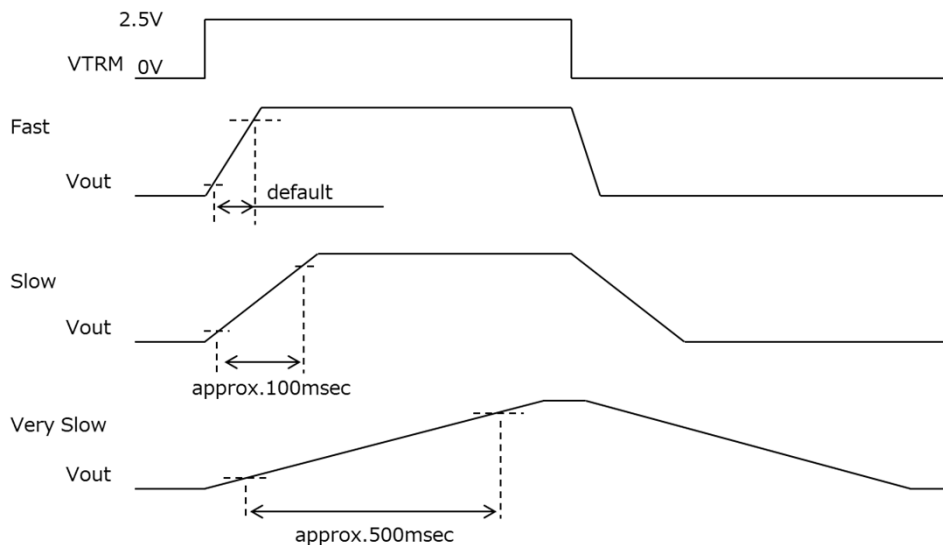 2.5V
VTRM 0V
Fast
Vout
default
Slow
Vout
approx.100msec
Very Slow
Vout
approx.500msec